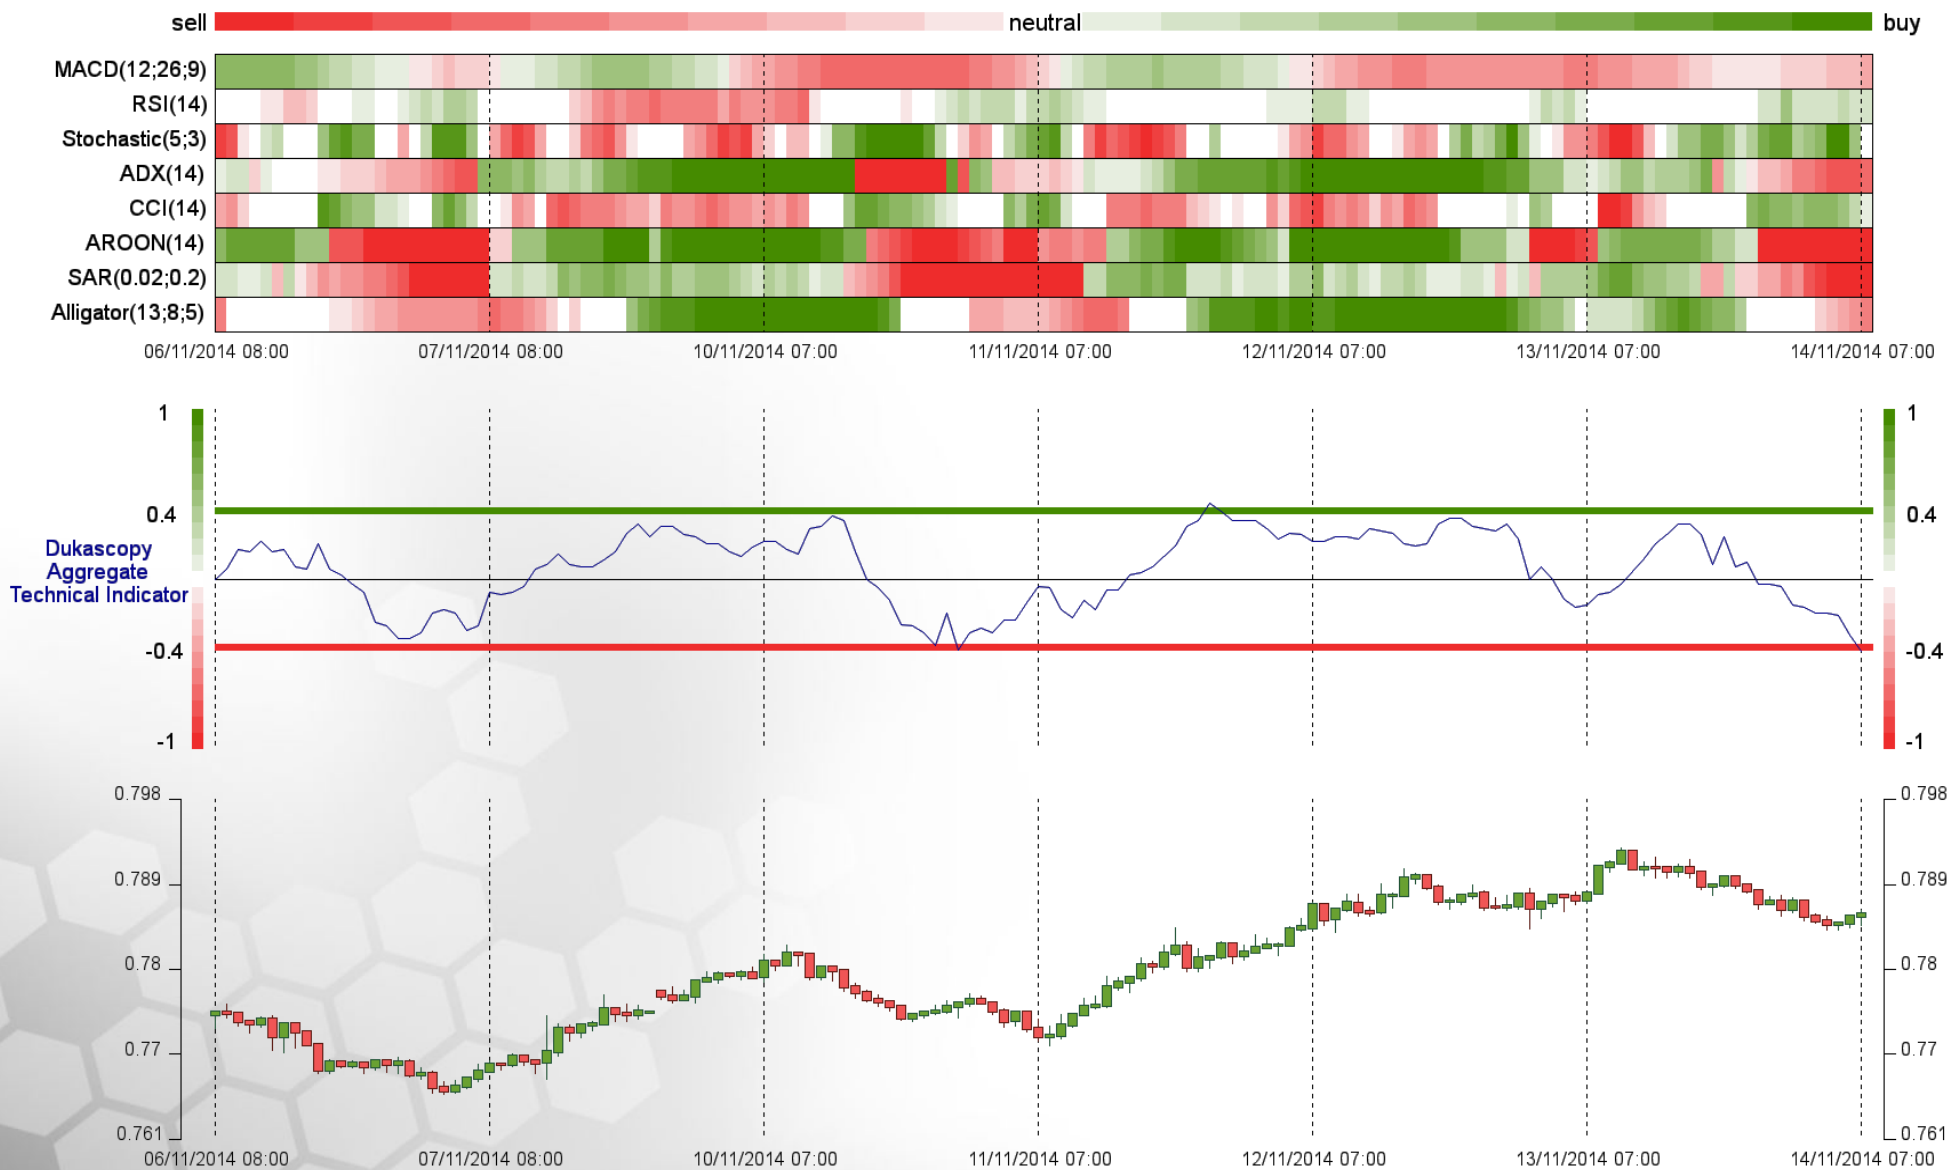 sell neutral buy
MACD(12;26;9)
RSI(14)
Stochastic(5;3)
ADX(14)
CCI(14)
AROON(14)
SAR(0.02;0.2)
Alligator(13;8;5)
06/11/2014 08:00 07/11/2014 08:00 10/11/2014 07:00 11/11/2014 07:00 12/11/2014 07:00 13/11/2014 07:00 14/11/2014 07:00
1 1
0.4 0.4
Dukascopy
Aggregate
Technical Indicator
-0.4 -0.4
-1 -1
0.798 0.798
0.789 0.789
0.78 0.78
0.77 0.77
0.761 0.761
06/11/2014 08:00 07/11/2014 08:00 10/11/2014 07:00 11/11/2014 07:00 12/11/2014 07:00 13/11/2014 07:00 14/11/2014 07:00